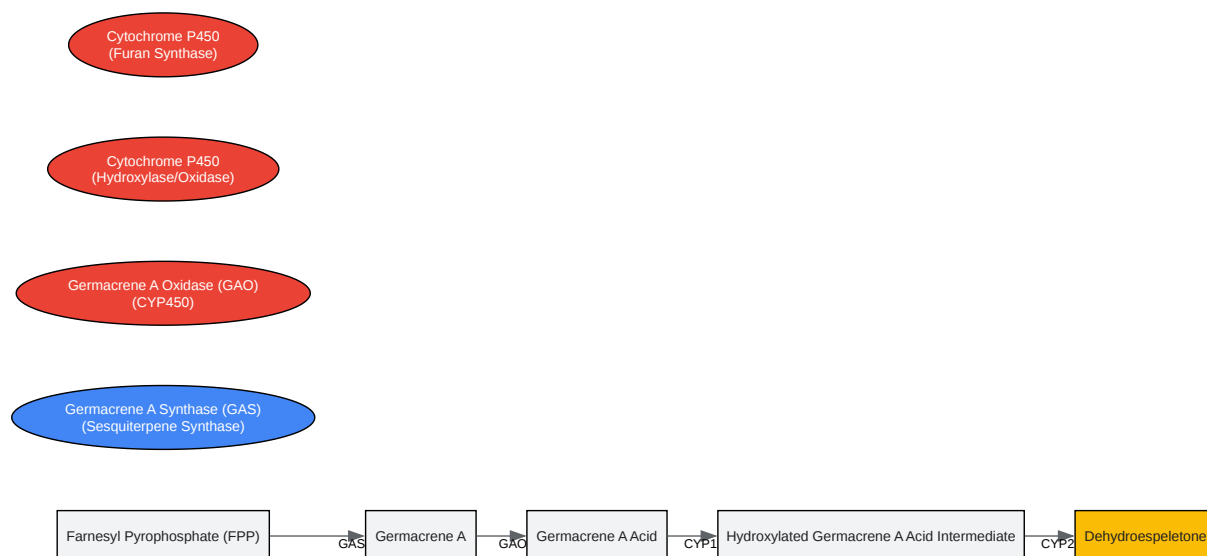 Cytochrome P450
(Furan Synthase)
Cytochrome P450
(Hydroxylase/Oxidase)
Germacrene A Oxidase (GAO)
(CYP450)
Germacrene A Synthase (GAS)
(Sesquiterpene Synthase)
Farnesyl Pyrophosphate (FPP)
GAS
Germacrene A
GAO
Germacrene A Acid
CYP1
Hydroxylated Germacrene A Acid Intermediate
CYP2
Dehydroespeletone